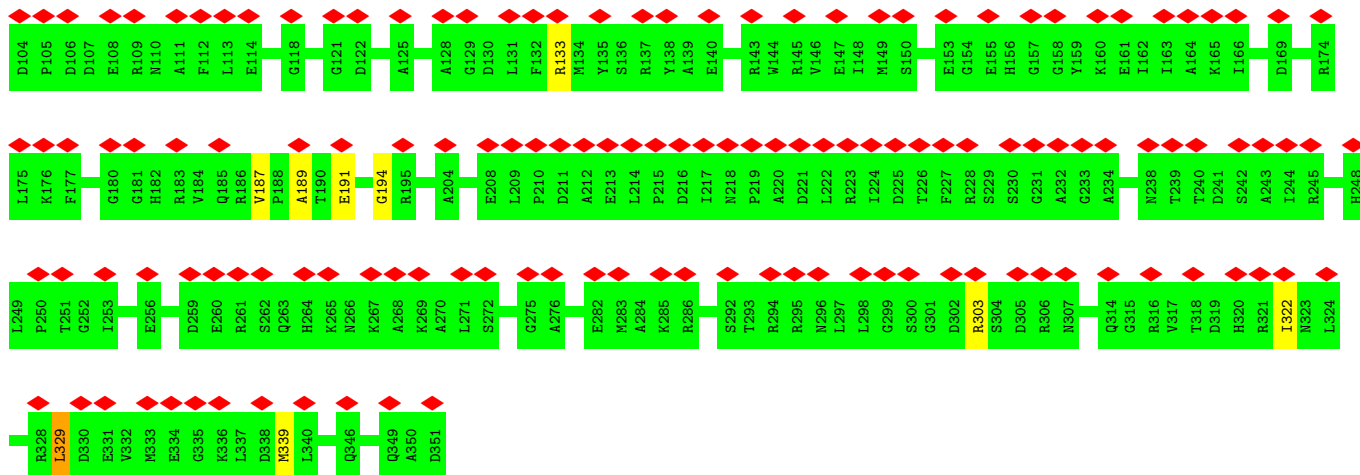 D104 P105 D106 D107 E108 R109 N110 A111 F112 L113 E114 G118 G121 D122 A125 A128 G129 D130 L131 F132 R133 M134 Y135 S136 R137 Y138 A139 E140 R143 W144 R145 V146 E147 I148 M149 S150 E153 G154 E155 H156 G157 G158 Y159 K160 E161 I162 I163 A164 K165 I166 D169 R174
L175 K176 F177 G180 G181 H182 R183 V184 Q185 R186 V187 P188 A189 T190 E191 G194 R195 A204 E208 L209 P210 D211 A212 E213 L214 P215 D216 I217 N218 P219 A220 D221 L222 R223 I224 D225 T226 F227 R228 S229 S230 G231 A232 G233 A234 N238 T239 T240 D241 S242 A243 I244 R245 H248
L249 P250 T251 G252 I253 E256 D259 E260 R261 S262 Q263 H264 K265 N266 K267 A268 K269 A270 L271 S272 G275 A276 E282 M283 A284 K285 R286 S292 T293 R294 R295 N296 L297 L298 G299 S300 G301 D302 R303 S304 D305 R306 N307 Q314 G315 R316 V317 T318 D319 H320 R321 I322 N323 L324
R328 L329 D330 E331 V332 M333 E334 G335 K336 L337 D338 M339 L340 Q346 Q349 A350 D351